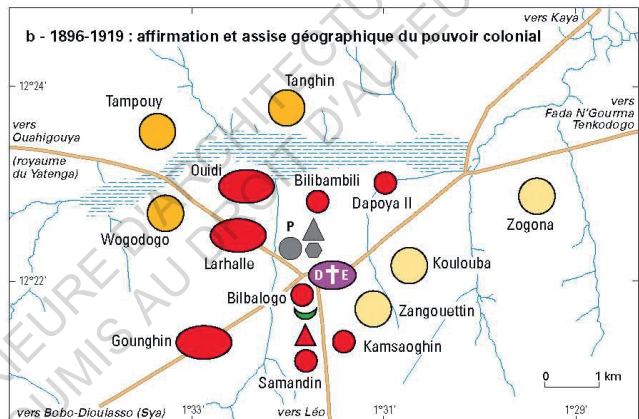 b - 1896-1919 : affirmation et assise géographique du pouvoir colonial
vers Kaya
12°24'
Tanghin
Tampouy
vers
Ouahigouya
(royaume
du Yatenga)
vers
Fada N'Gourma
Tenkodogo
Ouidi
Bilibambili
Dapoya II
Zogona
Wogodogo
P
Larhalle
Koulouba
12°22'
D E
Bilbalogo
Zangouettin
Gounghin
Kamsaoghin
Samandin
0 1 km
vers Bobo-Dioulasso (Sya)
1°33'
vers Léo
1°31'
1°29'